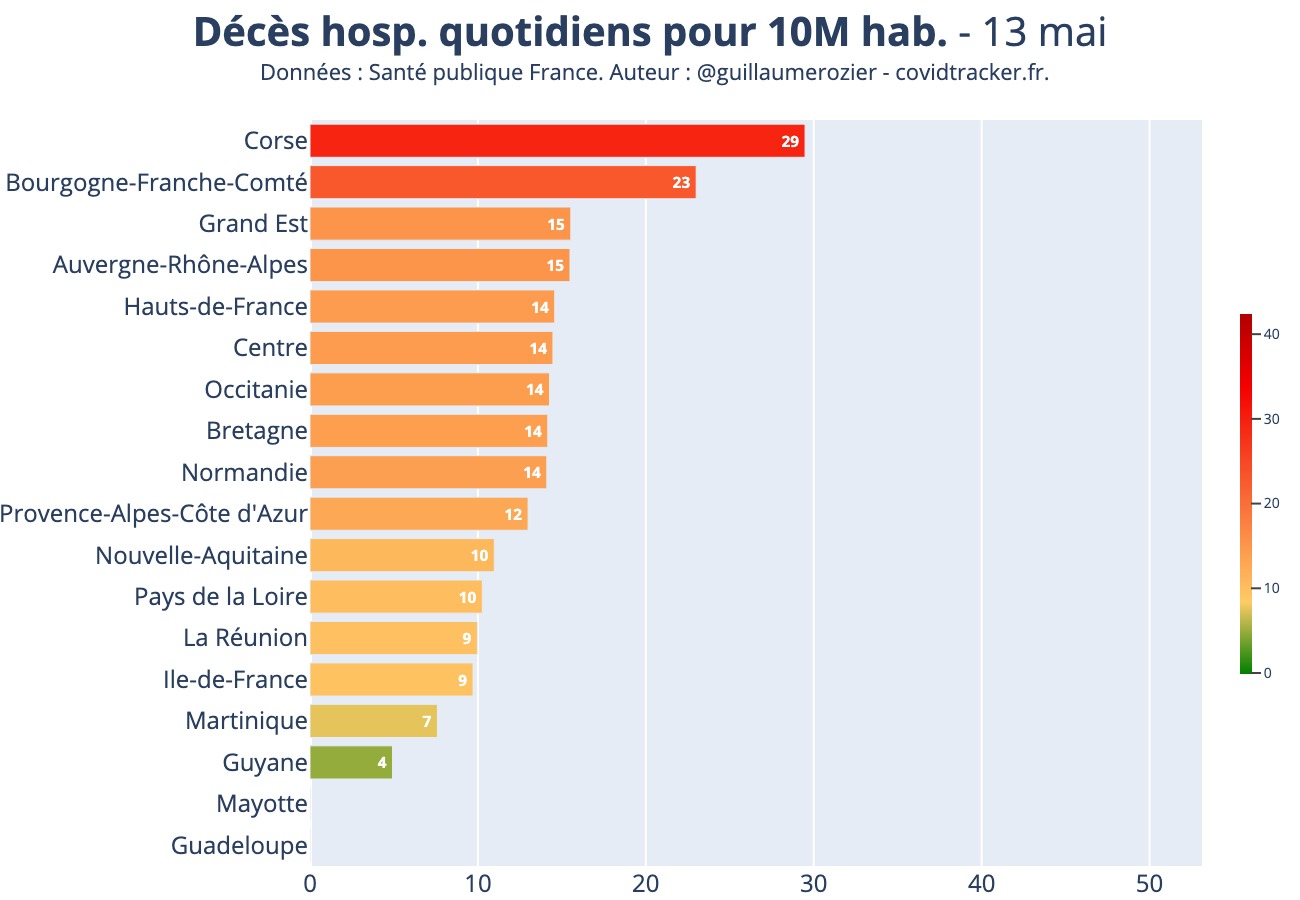 Décès hosp. quotidiens pour 10M hab. - 13 mai
Données : Santé publique France. Auteur : @guillaumerozier - covidtracker.fr.
Corse 29
Bourgogne-Franche-Comté 23
Grand Est 15
Auvergne-Rhône-Alpes 15
Hauts-de-France 14
Centre 14
Occitanie 14
Bretagne 14
Normandie 14
Provence-Alpes-Côte d'Azur 12
Nouvelle-Aquitaine 10
Pays de la Loire 10
La Réunion 9
Ile-de-France 9
Martinique 7
Guyane 4
Mayotte
Guadeloupe
0 10 20 30 40 50
40
30
20
10
0